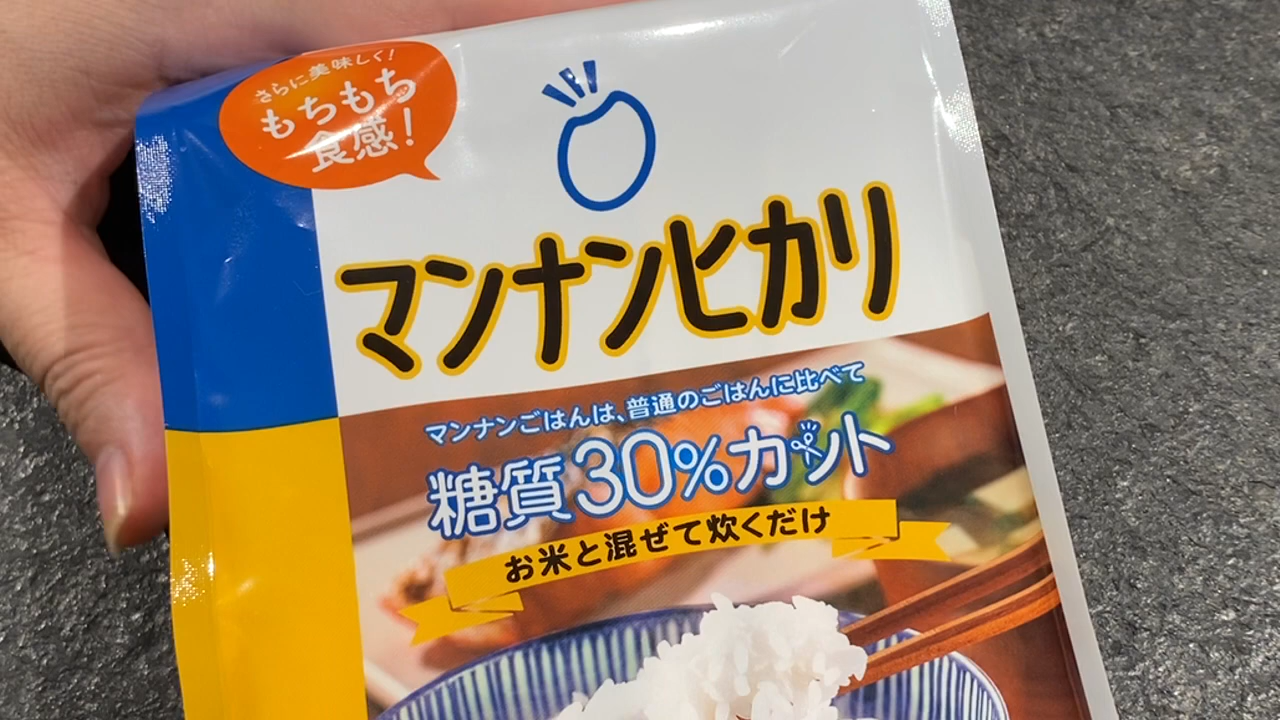 さらに美味しく!
もちもち
食感!
マンナンヒカリ
マンナンごはんは、普通のごはんに比べて
糖質30%カット
お米と混ぜて炊くだけ